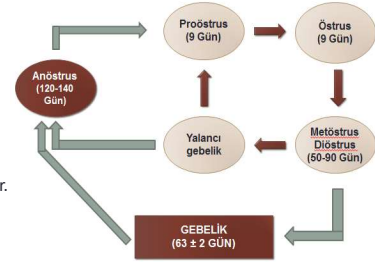 Proöstrus
(9 Gün)
Östrus
(9 Gün)
Anöstrus
(120-140
Gün)
Yalancı
gebelik
Metöstrus
Diöstrus
(50-90 Gün)
r.
GEBELİK
(63 ± 2 GÜN)